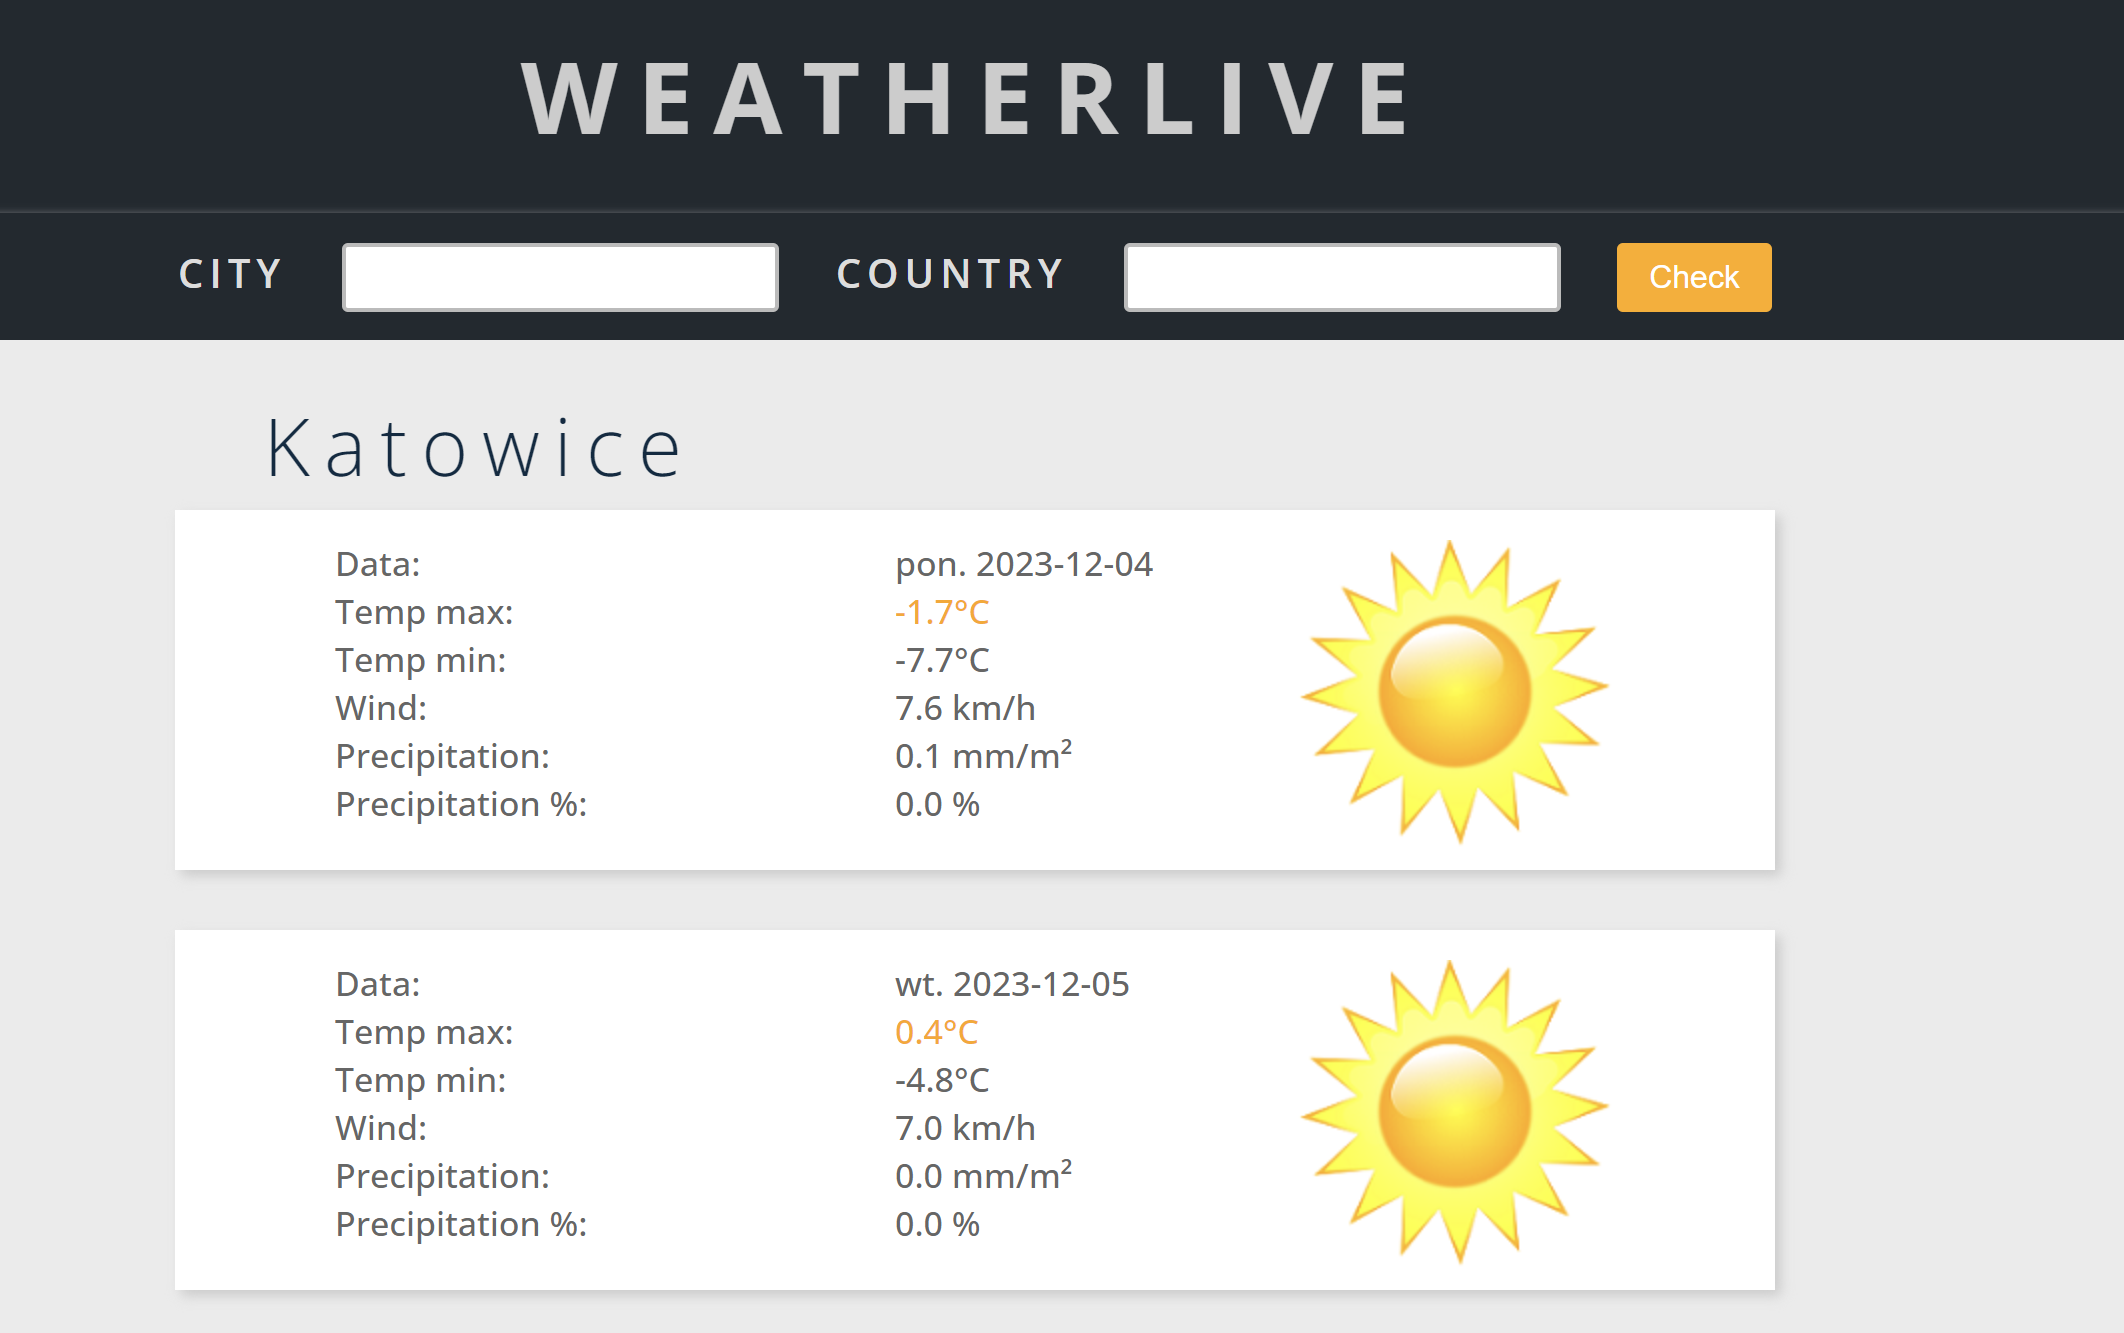 WEATHERLIVE
CITY COUNTRY Check
Katowice
Data: pon. 2023-12-04
Temp max: -1.7°C
Temp min: -7.7°C
Wind: 7.6 km/h
Precipitation: 0.1 mm/m²
Precipitation %: 0.0 %
Data: wt. 2023-12-05
Temp max: 0.4°C
Temp min: -4.8°C
Wind: 7.0 km/h
Precipitation: 0.0 mm/m²
Precipitation %: 0.0 %